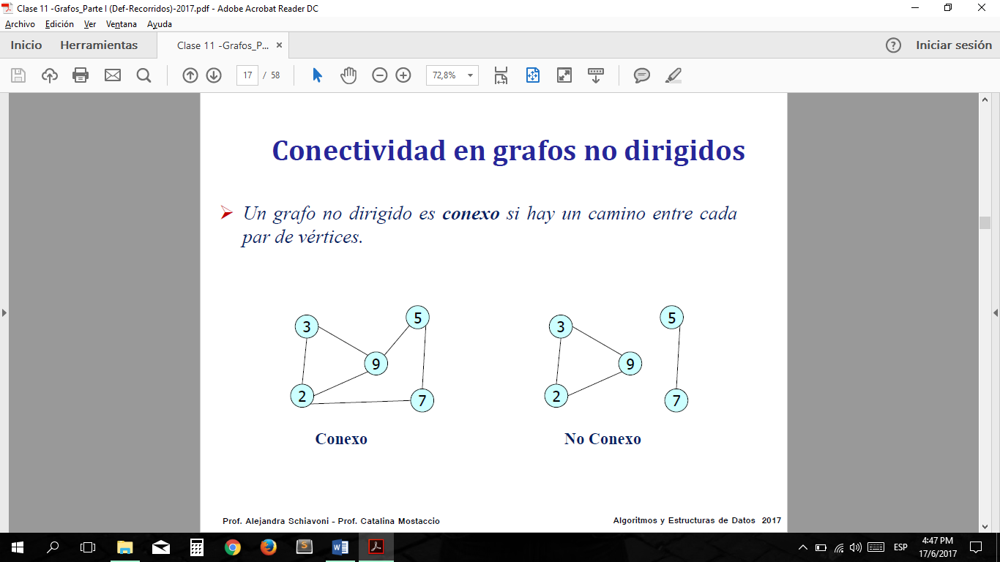 Clase 11 -Grafos_Parte I (Def-Recorridos)-2017.pdf - Adobe Acrobat Reader DC
Archivo Edición Ver Ventana Ayuda
Inicio Herramientas Clase 11 -Grafos_P... × ? Iniciar sesión
17 / 58 72,8%
Conectividad en grafos no dirigidos
Un grafo no dirigido es conexo si hay un camino entre cada
par de vértices.
3 5 9 2 7
Conexo
3 5 9 2 7
No Conexo
Prof. Alejandra Schiavoni - Prof. Catalina Mostaccio
Algoritmos y Estructuras de Datos 2017
ESP
4:47 PM
17/6/2017